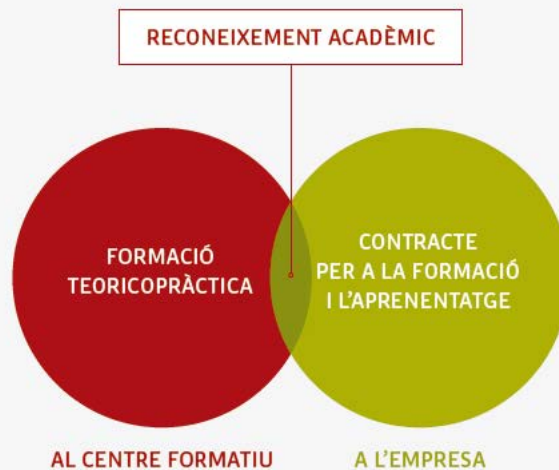 RECONEIXEMENT ACADÈMIC
FORMACIÓ
TEORICOPRÀCTICA
CONTRACTE
PER A LA FORMACIÓ
I L'APRENENTATGE
AL CENTRE FORMATIU
A L'EMPRESA